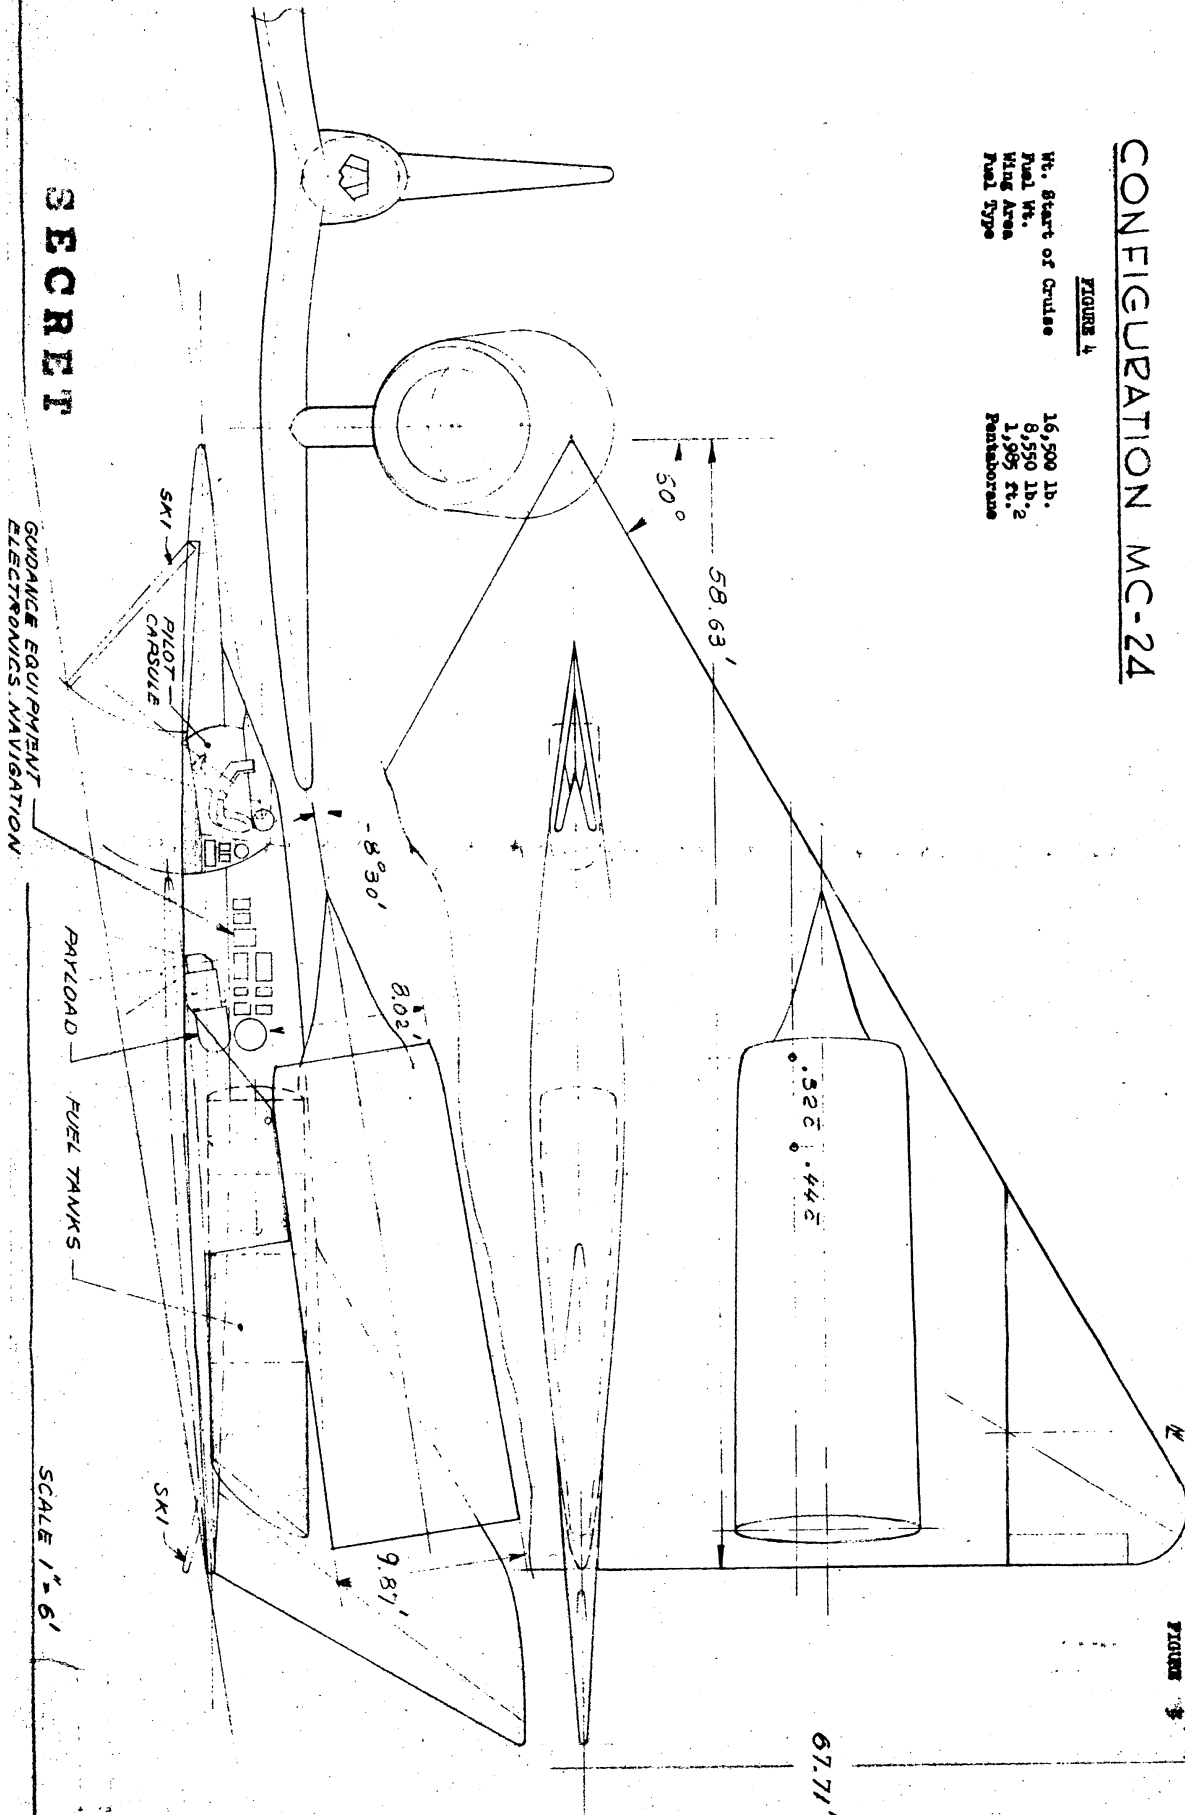 CONFIGURATION MC-24
FIGURE 4
Wt. Start of Cruise 16,500 lb.
Fuel Wt. 8,550 lb.
Wing Area 1,985 ft.2
Fuel Type Pentaborane
FIGURE
67.71'
50°
58.63'
.32c̄
.44c̄
-8°30'
8.02'
9.87'
SKI
PILOT
CAPSULE
GUIDANCE EQUIPMENT
ELECTRONICS. NAVIGATION
PAYLOAD
FUEL TANKS
SKI
SCALE 1"=6'
SECRET